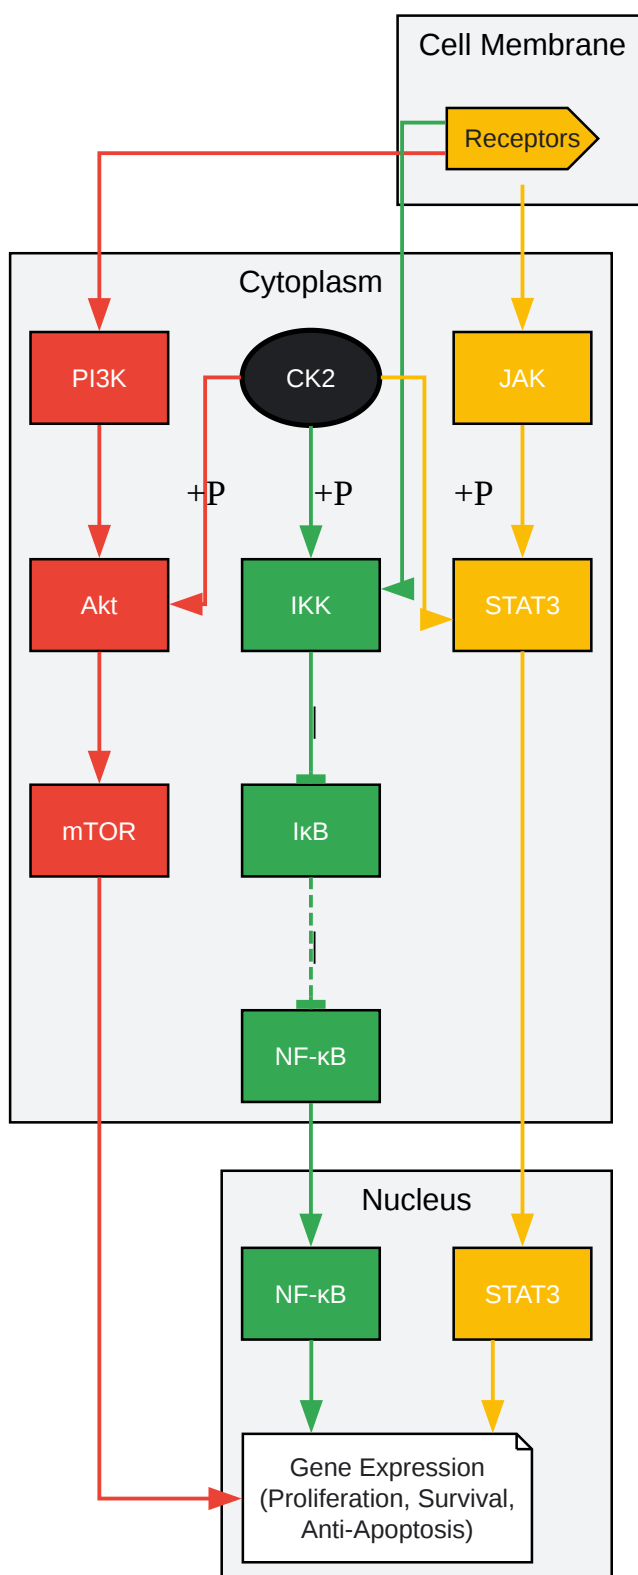 Cell Membrane
Receptors
Cytoplasm
PI3K
CK2
JAK
+P
+P
+P
Akt
IKK
STAT3
|
mTOR
IκB
|
NF-κB
Nucleus
NF-κB
STAT3
Gene Expression
(Proliferation, Survival,
Anti-Apoptosis)